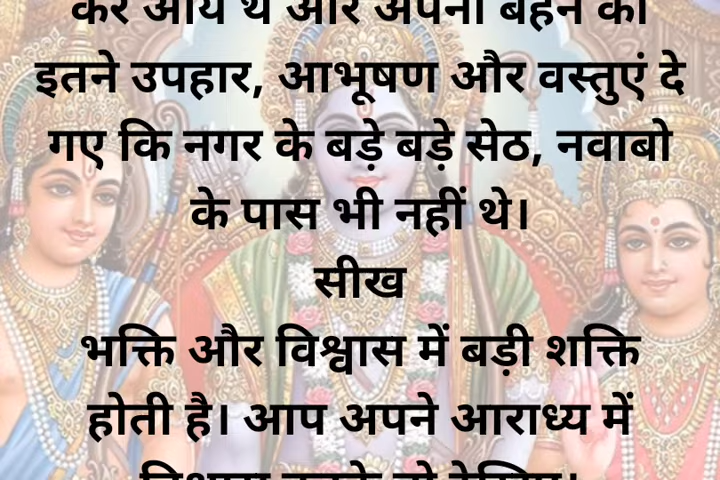 कर आये थे और अपनी बहन को
इतने उपहार, आभूषण और वस्तुएं दे
गए कि नगर के बड़े बड़े सेठ, नवाबो
के पास भी नहीं थे।
सीख
भक्ति और विश्वास में बड़ी शक्ति
होती है। आप अपने आराध्य में